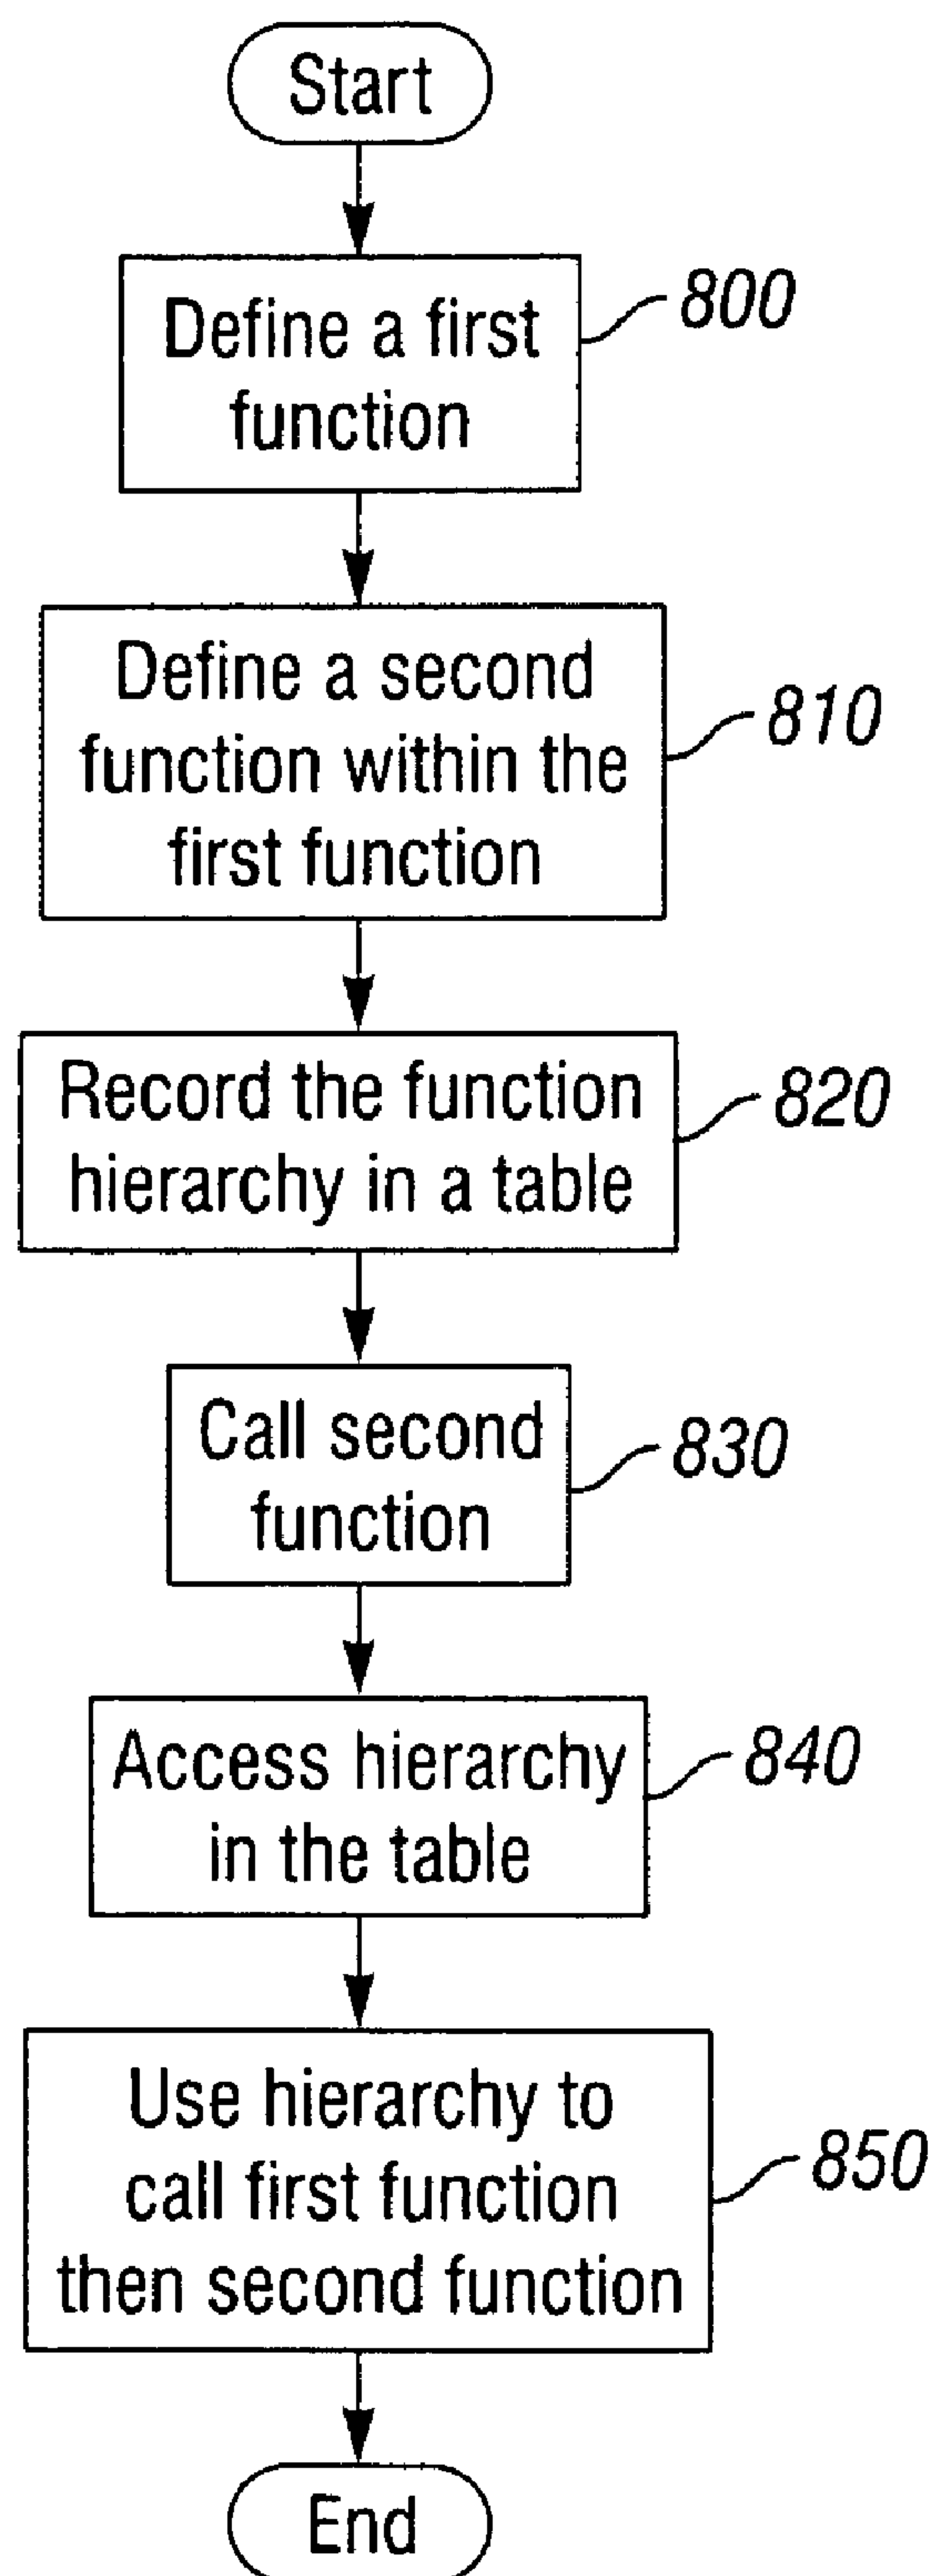 Start
Define a first
function
800
Define a second
function within the
first function
810
Record the function
hierarchy in a table
820
Call second
function
830
Access hierarchy
in the table
840
Use hierarchy to
call first function
then second function
850
End